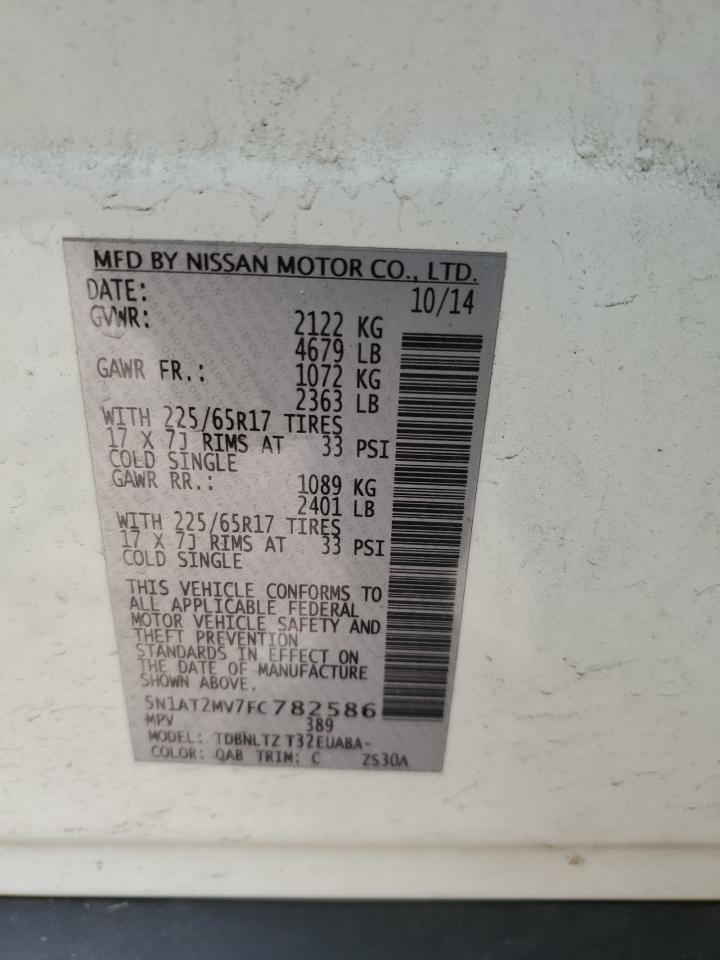 MFD BY NISSAN MOTOR CO., LTD.
DATE: 10/14
GVWR: 2122 KG
4679 LB
GAWR FR.: 1072 KG
2363 LB
WITH 225/65R17 TIRES
17 X 7J RIMS AT 33 PSI
COLD SINGLE
GAWR RR.: 1089 KG
2401 LB
WITH 225/65R17 TIRES
17 X 7J RIMS AT 33 PSI
COLD SINGLE
THIS VEHICLE CONFORMS TO
ALL APPLICABLE FEDERAL
MOTOR VEHICLE SAFETY AND
THEFT PREVENTION
STANDARDS IN EFFECT ON
THE DATE OF MANUFACTURE
SHOWN ABOVE.
5N1AT2MV7FC782586
MPV 389
MODEL: TDBNLTZ T32EUABA-
COLOR: QAB TRIM: C ZS30A